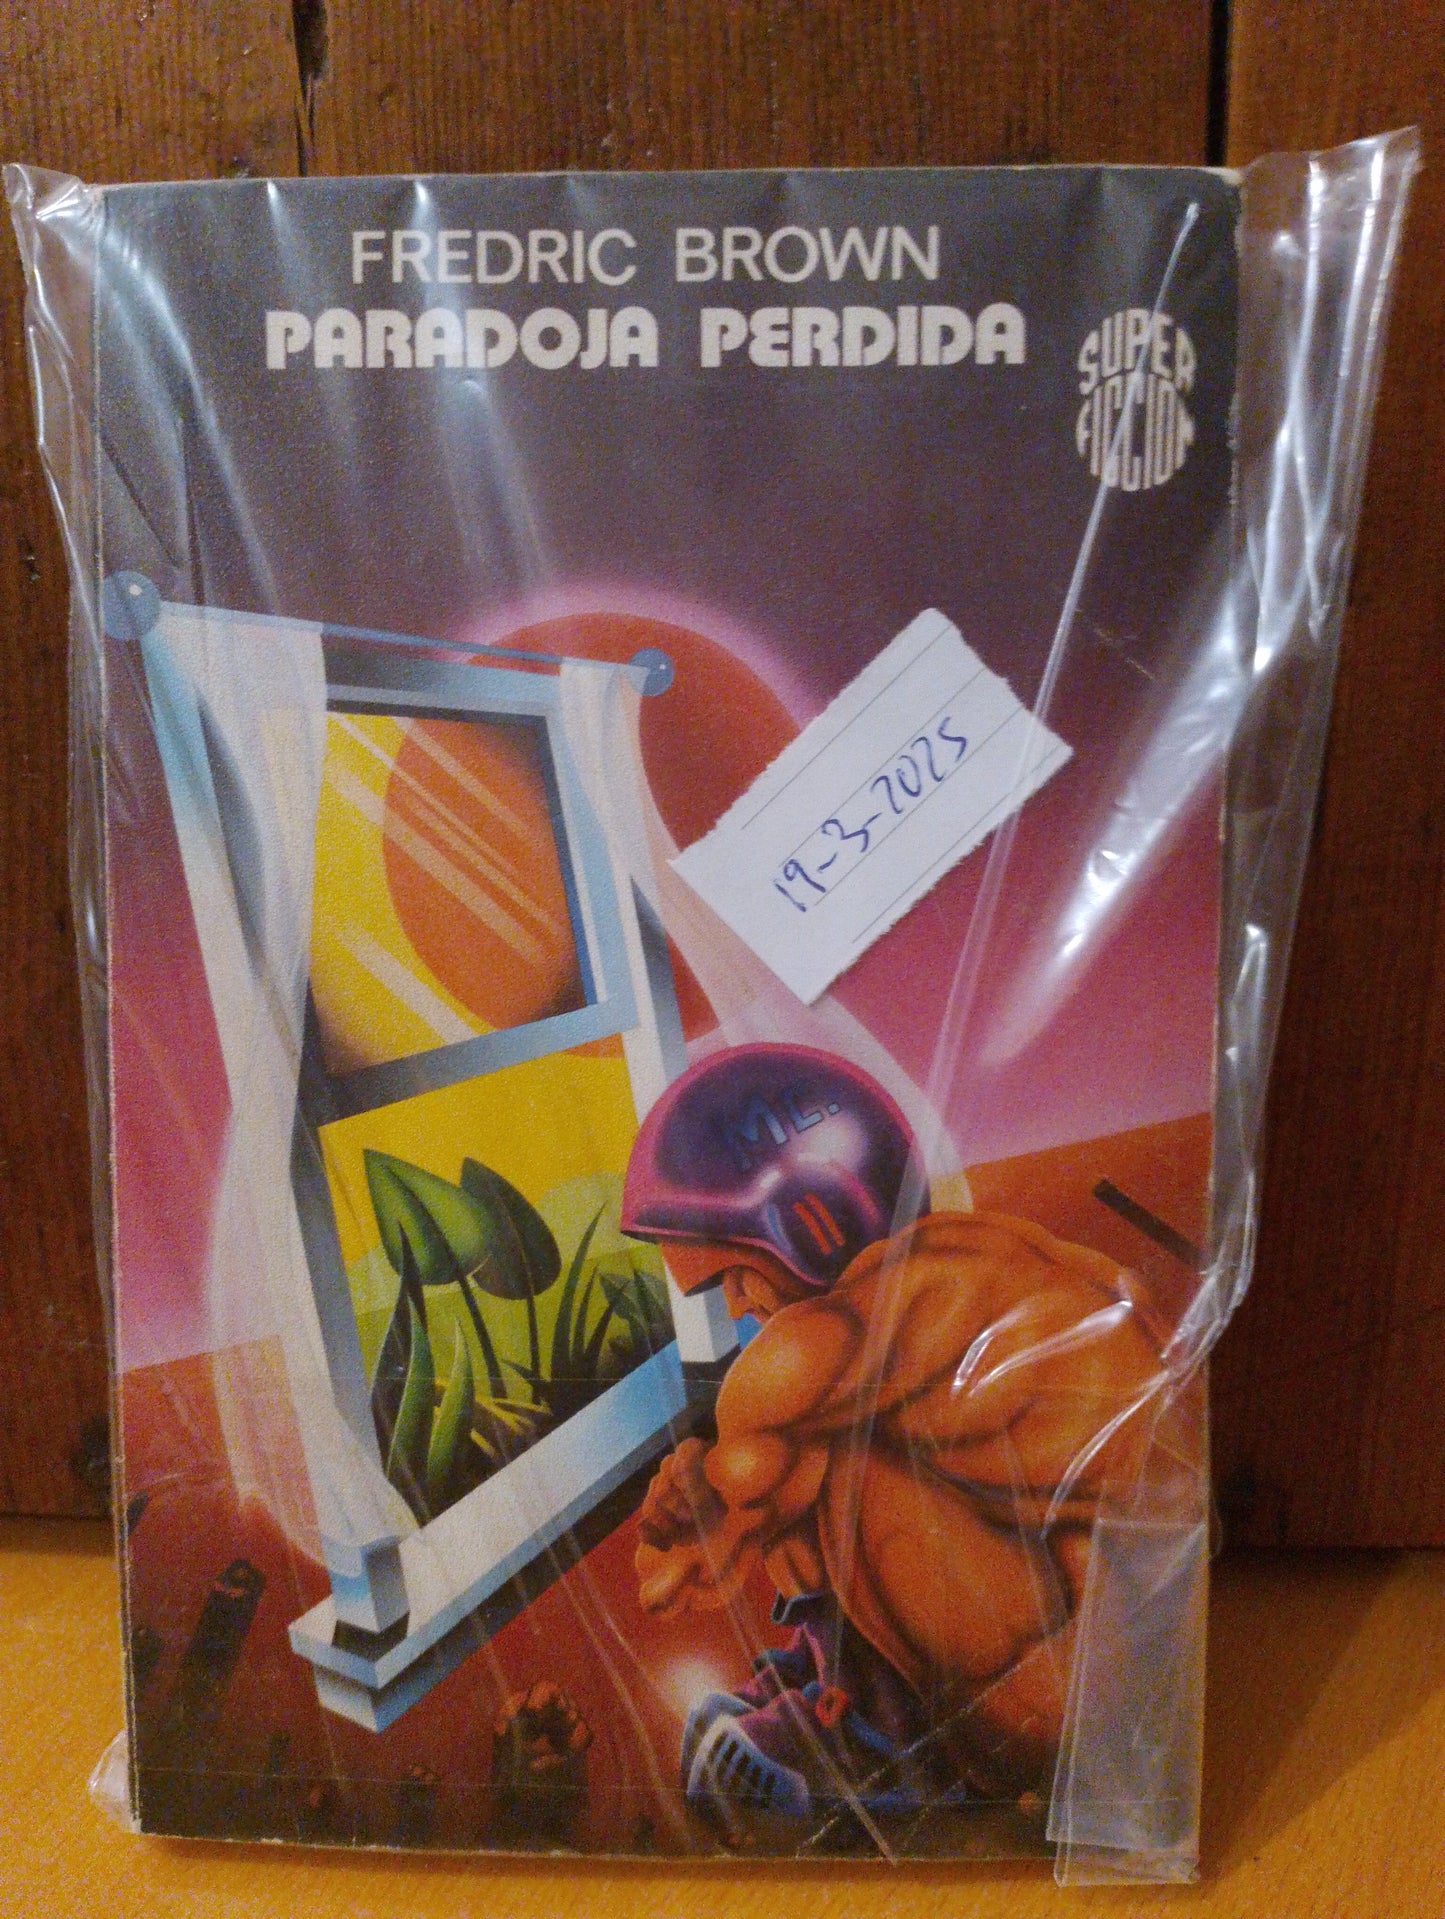 FREDRIC BROWN
PARADOJA PERDIDA
SUPER
FICCION
19-3-2025
ML.